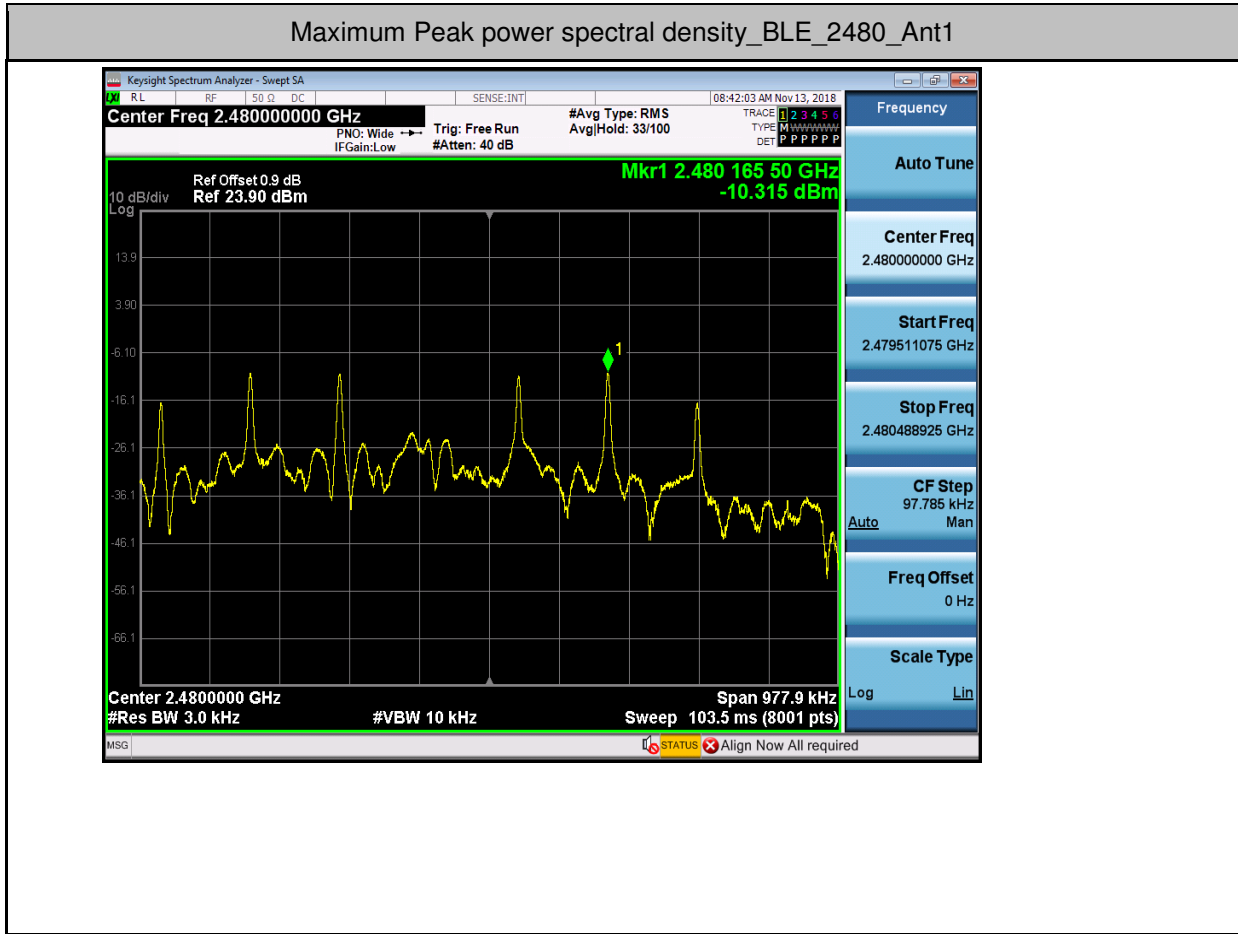 Maximum Peak power spectral density_BLE_2480_Ant1
Keysight Spectrum Analyzer - Swept SA
LXI RL RF 50 Ω DC SENSE:INT 08:42:03 AM Nov 13, 2018
Center Freq 2.480000000 GHz
PNO: Wide
IFGain:Low
Trig: Free Run
#Atten: 40 dB
#Avg Type: RMS
Avg|Hold: 33/100
TRACE 1 2 3 4 5 6
TYPE M W W W W W
DET P P P P P P
Mkr1 2.480 165 50 GHz
-10.315 dBm
Ref Offset 0.9 dB
10 dB/div Ref 23.90 dBm
Log
13.9
3.90
-6.10
-16.1
-26.1
-36.1
-46.1
-56.1
-66.1
1
Center 2.4800000 GHz Span 977.9 kHz
#Res BW 3.0 kHz #VBW 10 kHz Sweep 103.5 ms (8001 pts)
MSG STATUS Align Now All required
Frequency
Auto Tune
Center Freq
2.480000000 GHz
Start Freq
2.479511075 GHz
Stop Freq
2.480488925 GHz
CF Step
97.785 kHz
Auto Man
Freq Offset
0 Hz
Scale Type
Log Lin